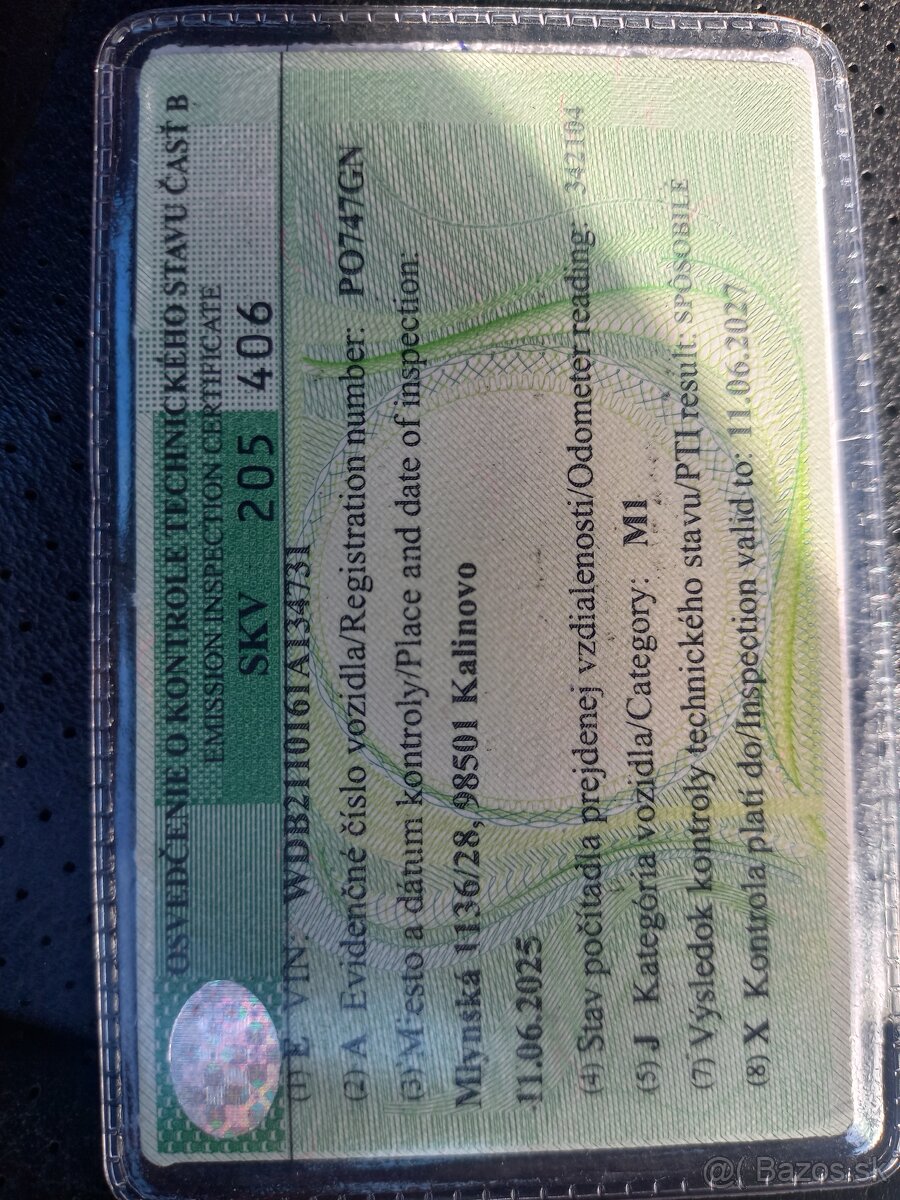 OSVEDČENIE O KONTROLE TECHNICKÉHO STAVU ČASŤ B
EMISSION INSPECTION CERTIFICATE
SKV 205 406
(1) E VIN: WDB2110161A134731
(2) A Evidenčné číslo vozidla/Registration number: PO747GN
(3) Miesto a dátum kontroly/Place and date of inspection:
Mlynská 1136/28, 98501 Kalinovo
11.06.2025
(4) Stav počítadla prejdenej vzdialenosti/Odometer reading: 342104
(5) J Kategória vozidla/Category: M1
(7) Výsledok kontroly technického stavu/PTI result: SPÔSOBILÉ
(8) X Kontrola platí do/Inspection valid to: 11.06.2027
@( Bazos.sk